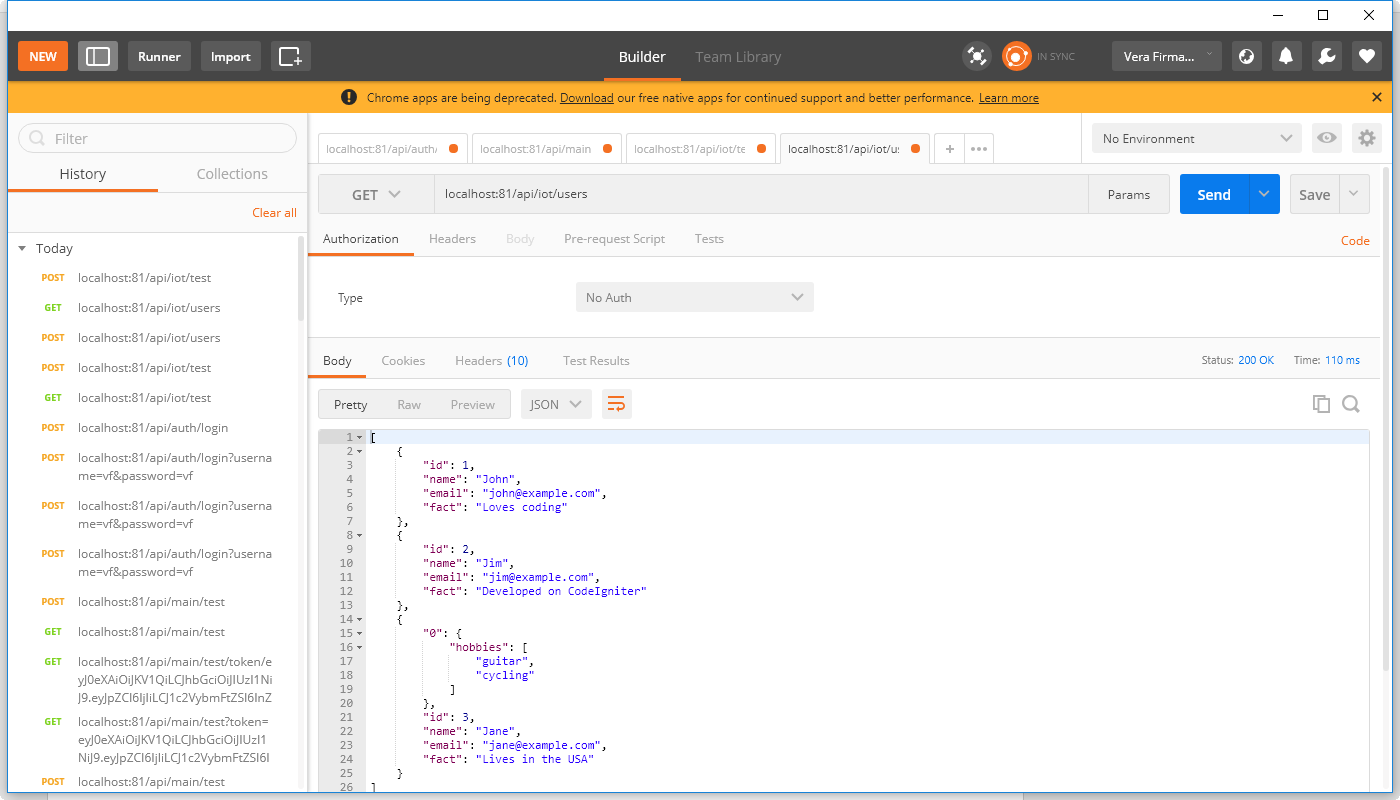 NEW Runner Import Builder Team Library IN SYNC Vera Firma...
Chrome apps are being deprecated. Download our free native apps for continued support and better performance. Learn more
Filter
History Collections
Clear all
Today
POST localhost:81/api/iot/test
GET localhost:81/api/iot/users
POST localhost:81/api/iot/users
POST localhost:81/api/iot/test
GET localhost:81/api/iot/test
POST localhost:81/api/auth/login
POST localhost:81/api/auth/login?userna
me=vf&password=vf
POST localhost:81/api/auth/login?userna
me=vf&password=vf
POST localhost:81/api/auth/login?userna
me=vf&password=vf
POST localhost:81/api/main/test
GET localhost:81/api/main/test
GET localhost:81/api/main/test/token/e
yJ0eXAiOiJKV1QiLCJhbGciOiJIUzI1Ni
J9.eyJpZCI6IjIiLCJ1c2VybmFtZSI6InZ
GET localhost:81/api/main/test?token=
eyJ0eXAiOiJKV1QiLCJhbGciOiJIUzI1
NiJ9.eyJpZCI6IjIiLCJ1c2VybmFtZSI6I
POST localhost:81/api/main/test
localhost:81/api/auth/ localhost:81/api/main localhost:81/api/iot/te localhost:81/api/iot/us + •••
No Environment
GET localhost:81/api/iot/users Params Send Save
Authorization Headers Body Pre-request Script Tests Code
Type No Auth
Body Cookies Headers (10) Test Results Status: 200 OK Time: 110 ms
Pretty Raw Preview JSON
1 [
2 {
3 "id": 1,
4 "name": "John",
5 "email": "john@example.com",
6 "fact": "Loves coding"
7 },
8 {
9 "id": 2,
10 "name": "Jim",
11 "email": "jim@example.com",
12 "fact": "Developed on CodeIgniter"
13 },
14 {
15 "0": {
16 "hobbies": [
17 "guitar",
18 "cycling"
19 ]
20 },
21 "id": 3,
22 "name": "Jane",
23 "email": "jane@example.com",
24 "fact": "Lives in the USA"
25 }
26 ]